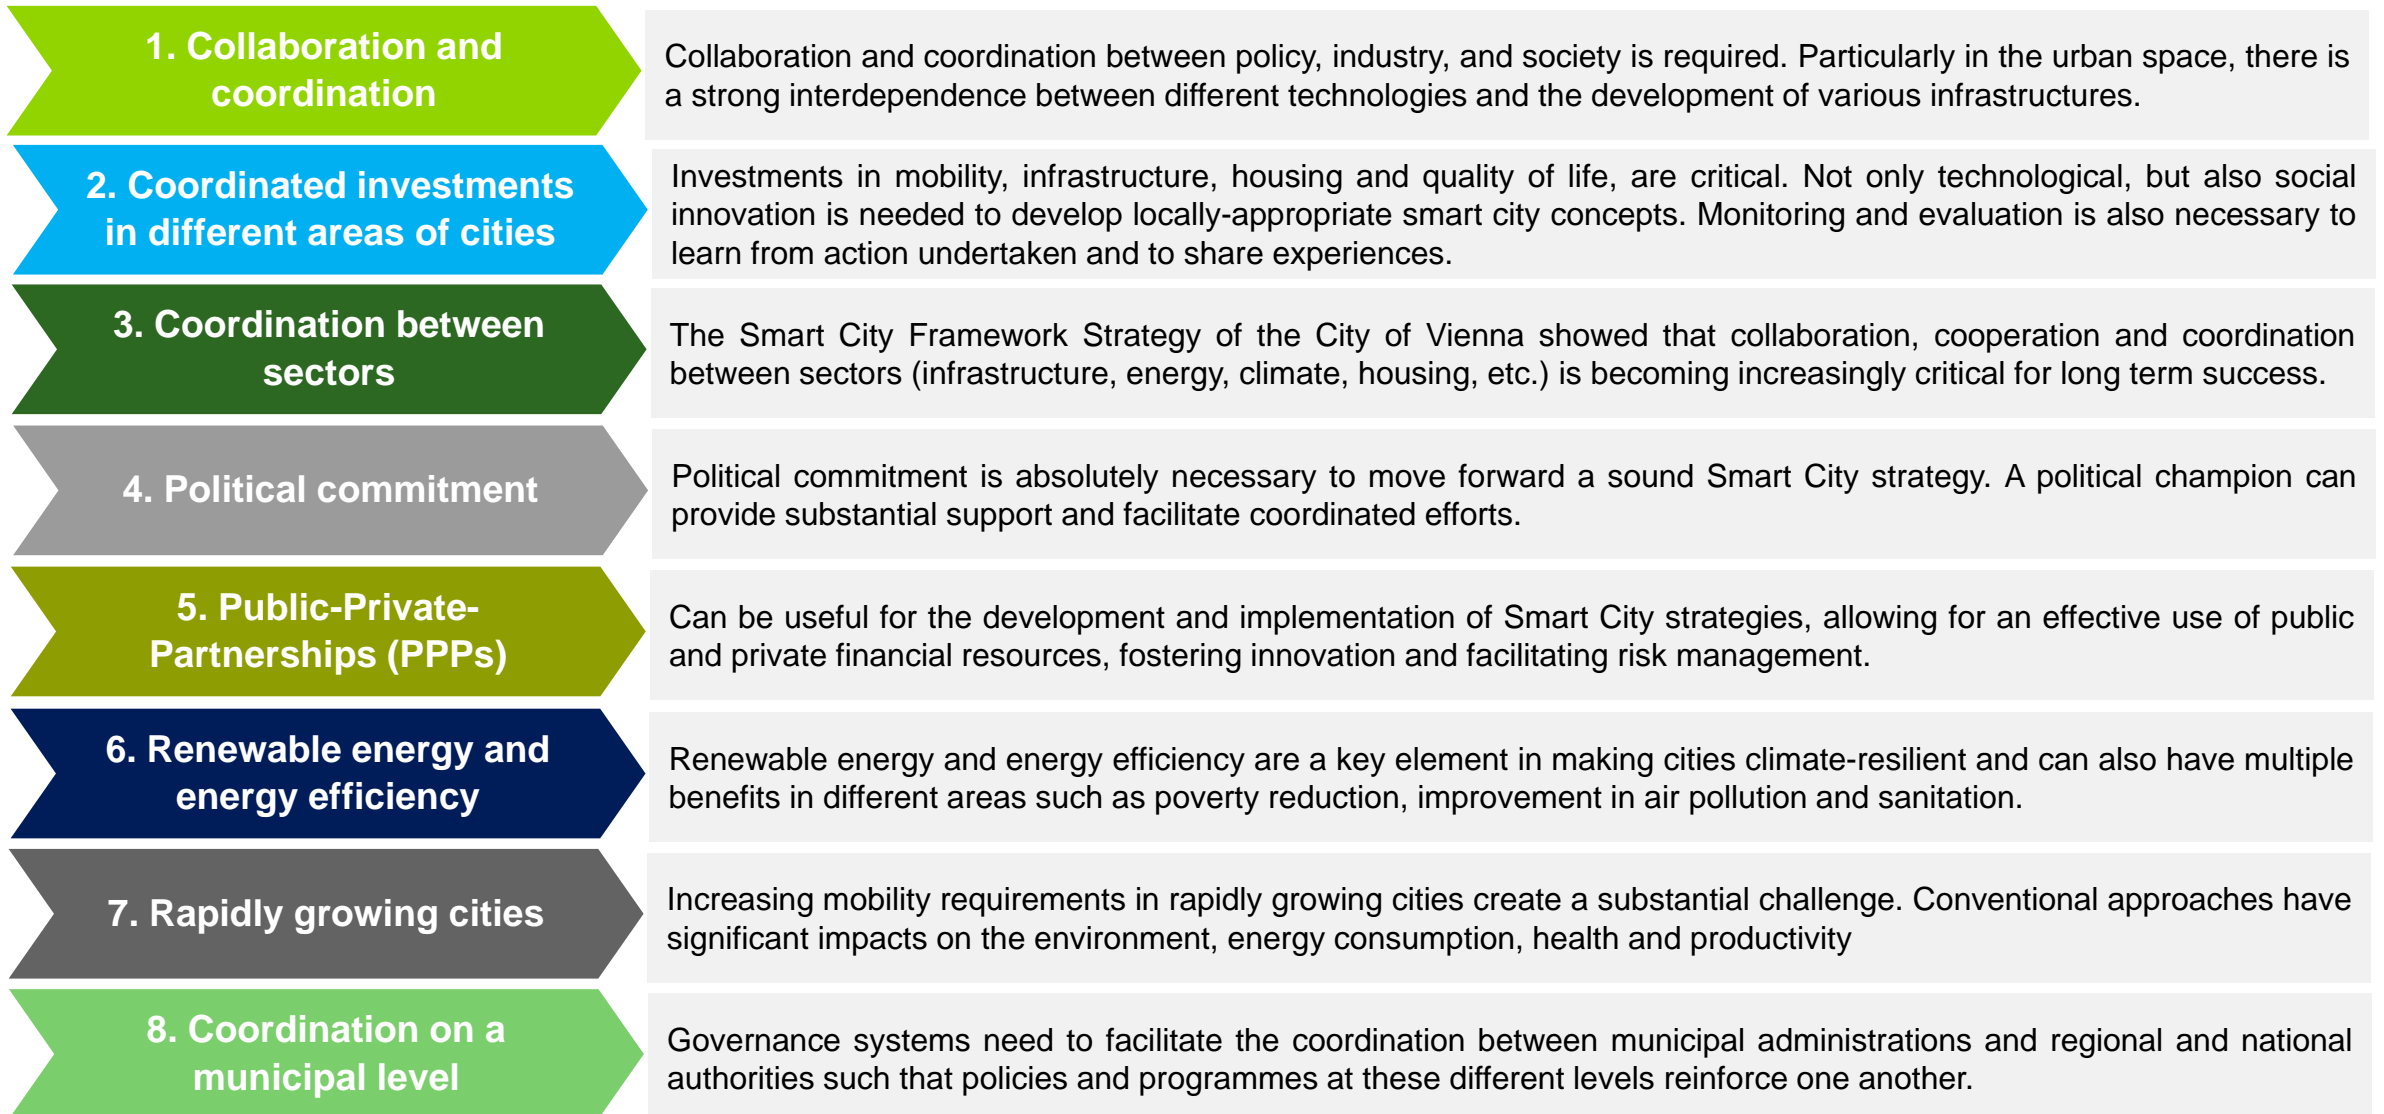 1. Collaboration and
coordination
Collaboration and coordination between policy, industry, and society is required. Particularly in the urban space, there is
a strong interdependence between different technologies and the development of various infrastructures.
2. Coordinated investments
in different areas of cities
Investments in mobility, infrastructure, housing and quality of life, are critical. Not only technological, but also social
innovation is needed to develop locally-appropriate smart city concepts. Monitoring and evaluation is also necessary to
learn from action undertaken and to share experiences.
3. Coordination between
sectors
The Smart City Framework Strategy of the City of Vienna showed that collaboration, cooperation and coordination
between sectors (infrastructure, energy, climate, housing, etc.) is becoming increasingly critical for long term success.
4. Political commitment
Political commitment is absolutely necessary to move forward a sound Smart City strategy. A political champion can
provide substantial support and facilitate coordinated efforts.
5. Public-Private-
Partnerships (PPPs)
Can be useful for the development and implementation of Smart City strategies, allowing for an effective use of public
and private financial resources, fostering innovation and facilitating risk management.
6. Renewable energy and
energy efficiency
Renewable energy and energy efficiency are a key element in making cities climate-resilient and can also have multiple
benefits in different areas such as poverty reduction, improvement in air pollution and sanitation.
7. Rapidly growing cities
Increasing mobility requirements in rapidly growing cities create a substantial challenge. Conventional approaches have
significant impacts on the environment, energy consumption, health and productivity
8. Coordination on a
municipal level
Governance systems need to facilitate the coordination between municipal administrations and regional and national
authorities such that policies and programmes at these different levels reinforce one another.